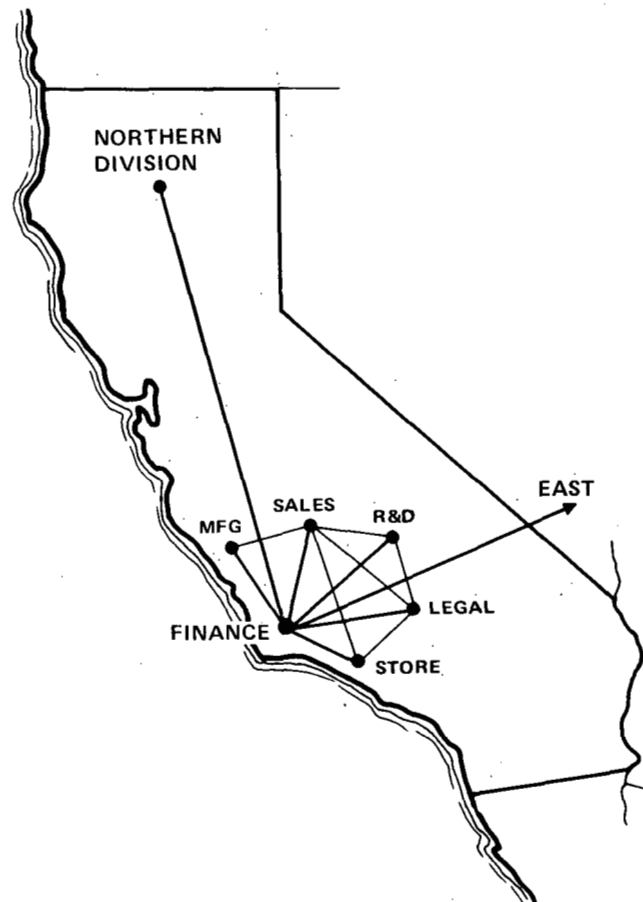 NORTHERN
DIVISION
EAST
SALES
R&D
MFG
LEGAL
FINANCE
STORE